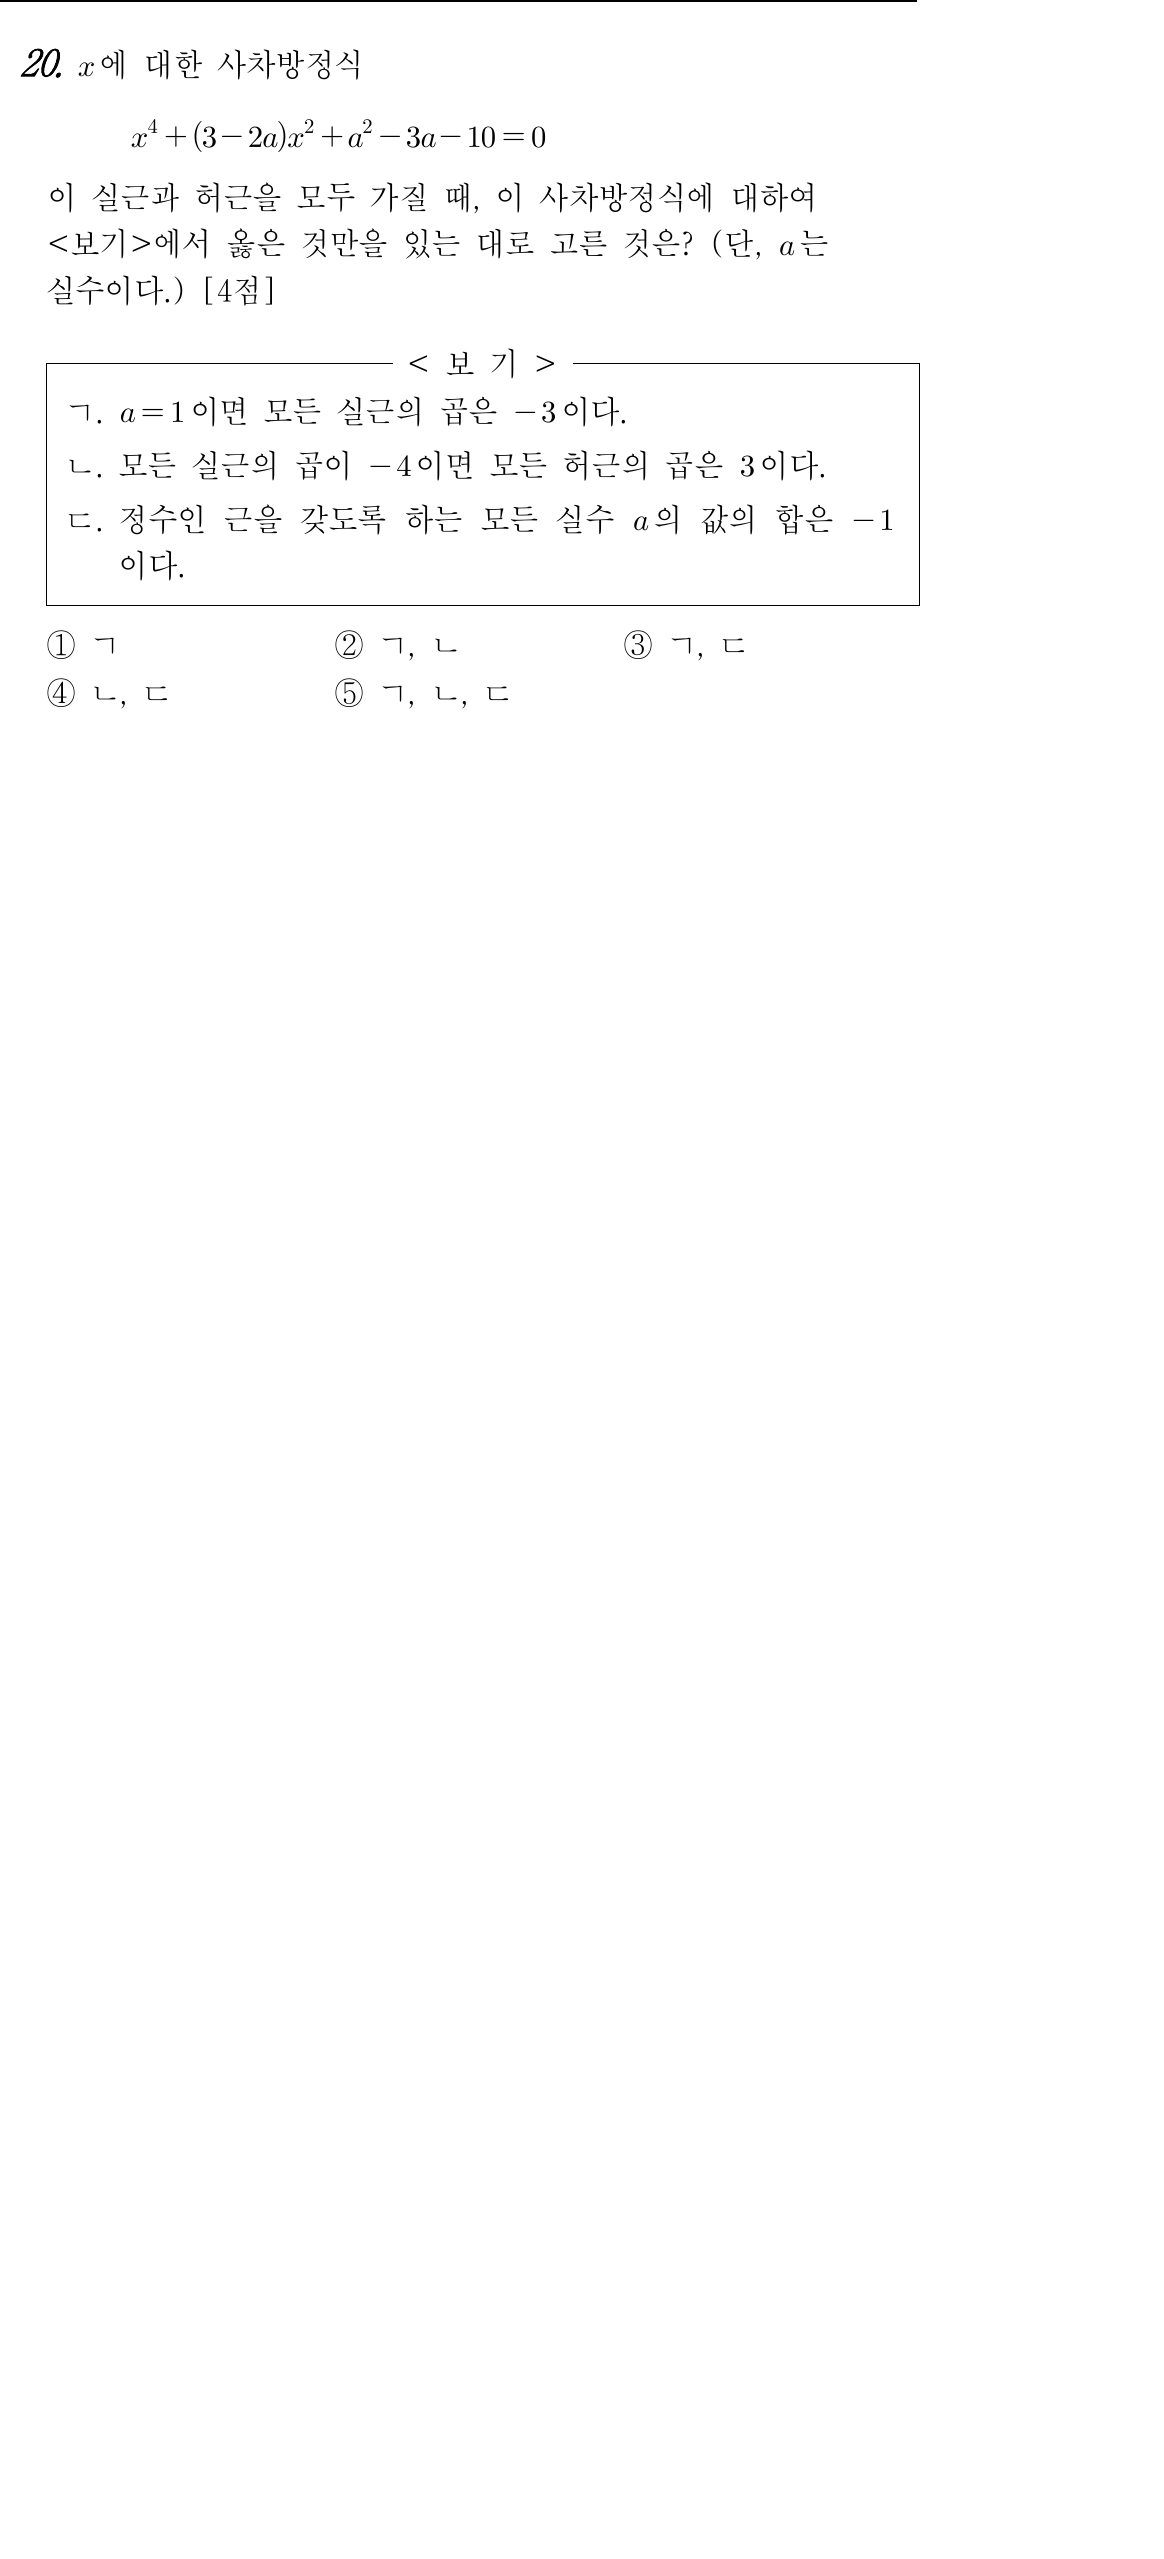 20. x에 대한 사차방정식
x⁴+(3−2a)x²+a²−3a−10=0
이 실근과 허근을 모두 가질 때, 이 사차방정식에 대하여
<보기>에서 옳은 것만을 있는 대로 고른 것은? (단, a는
실수이다.) [4점]
< 보 기 >
ㄱ. a=1이면 모든 실근의 곱은 −3이다.
ㄴ. 모든 실근의 곱이 −4이면 모든 허근의 곱은 3이다.
ㄷ. 정수인 근을 갖도록 하는 모든 실수 a의 값의 합은 −1
이다.
① ㄱ ② ㄱ, ㄴ ③ ㄱ, ㄷ
④ ㄴ, ㄷ ⑤ ㄱ, ㄴ, ㄷ